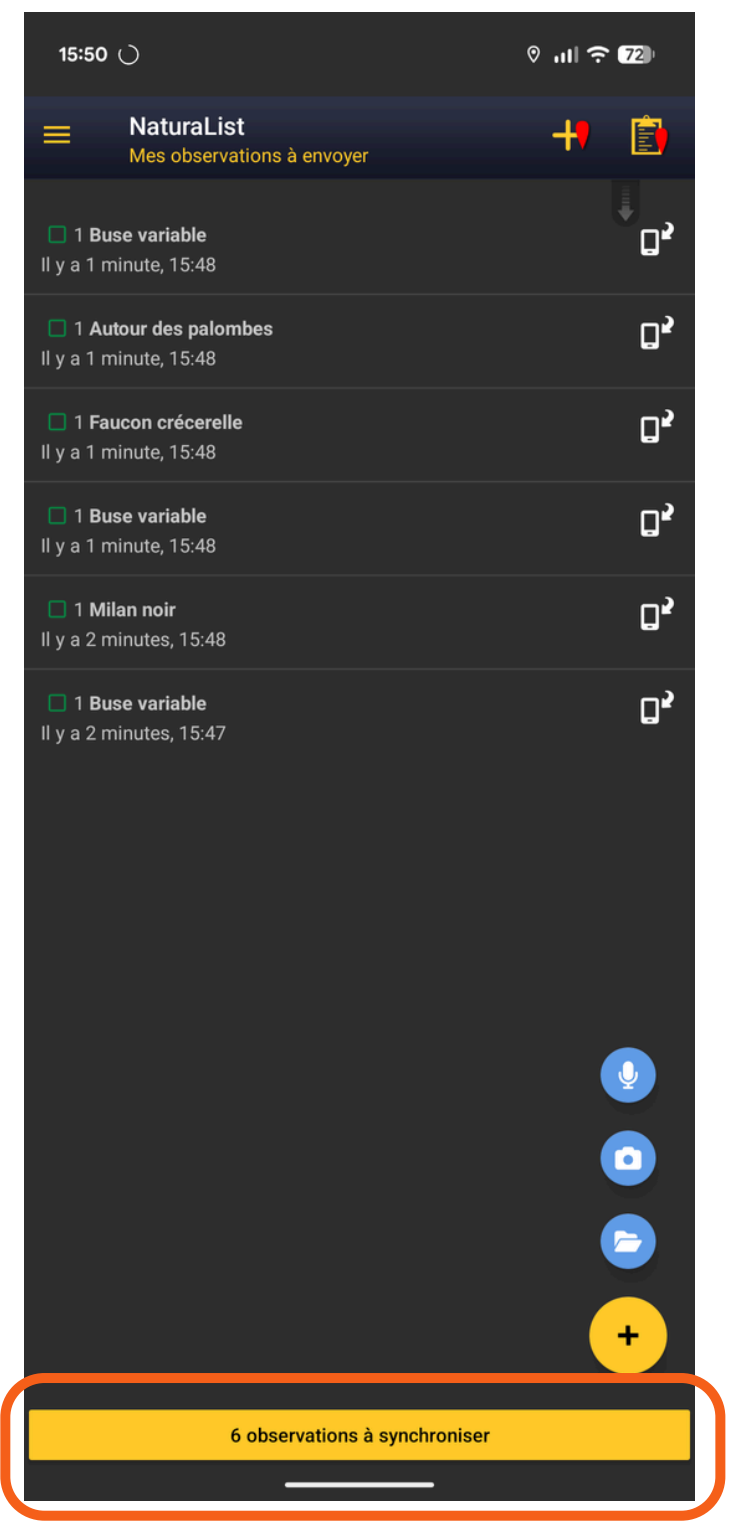 15:50
72
NaturaList
Mes observations à envoyer
1 Buse variable
Il y a 1 minute, 15:48
1 Autour des palombes
Il y a 1 minute, 15:48
1 Faucon crécerelle
Il y a 1 minute, 15:48
1 Buse variable
Il y a 1 minute, 15:48
1 Milan noir
Il y a 2 minutes, 15:48
1 Buse variable
Il y a 2 minutes, 15:47
6 observations à synchroniser